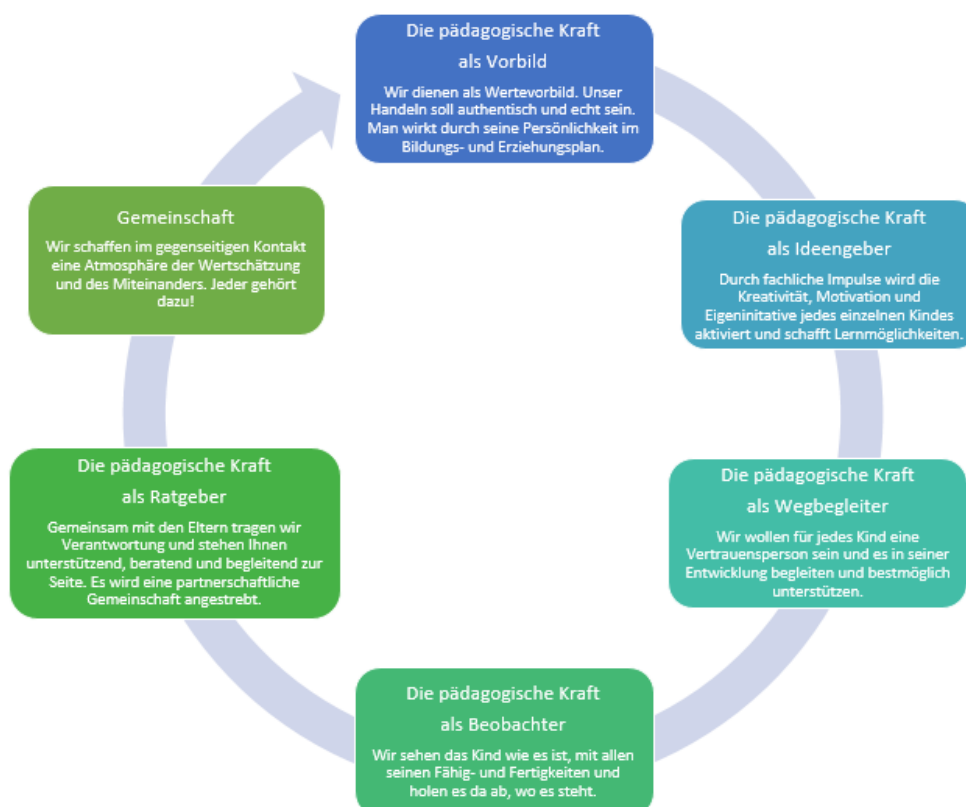 Die pädagogische Kraft
als Vorbild
Wir dienen als Wertevorbild. Unser
Handeln soll authentisch und echt sein.
Man wirkt durch seine Persönlichkeit im
Bildungs- und Erziehungsplan.
Die pädagogische Kraft
als Ideengeber
Durch fachliche Impulse wird die
Kreativität, Motivation und
Eigeninitative jedes einzelnen Kindes
aktiviert und schafft Lernmöglichkeiten.
Die pädagogische Kraft
als Wegbegleiter
Wir wollen für jedes Kind eine
Vertrauensperson sein und es in seiner
Entwicklung begleiten und bestmöglich
unterstützen.
Die pädagogische Kraft
als Beobachter
Wir sehen das Kind wie es ist, mit allen
seinen Fähig- und Fertigkeiten und
holen es da ab, wo es steht.
Die pädagogische Kraft
als Ratgeber
Gemeinsam mit den Eltern tragen wir
Verantwortung und stehen Ihnen
unterstützend, beratend und begleitend zur
Seite. Es wird eine partnerschaftliche
Gemeinschaft angestrebt.
Gemeinschaft
Wir schaffen im gegenseitigen Kontakt
eine Atmosphäre der Wertschätzung
und des Miteinanders. Jeder gehört
dazu!